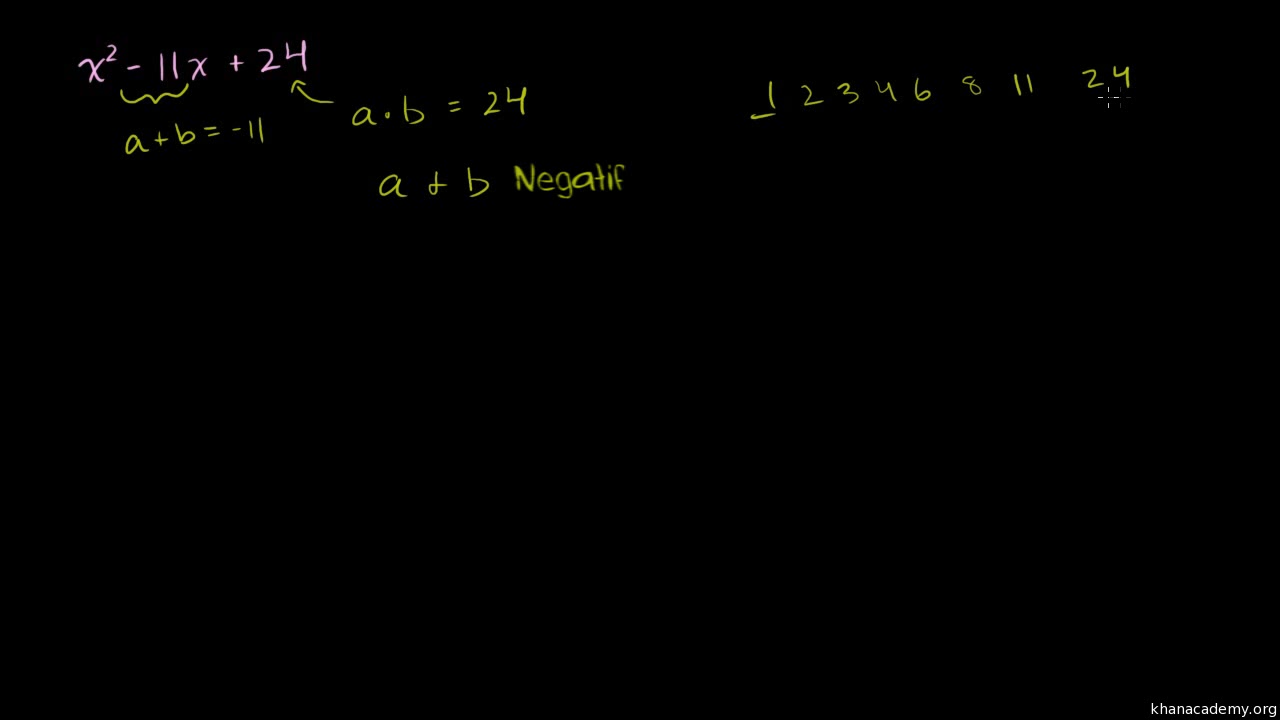 x² - 11x + 24
a + b = -11
a · b = 24
a & b Negatif
1 2 3 4 6 8 11 24
khanacademy.org